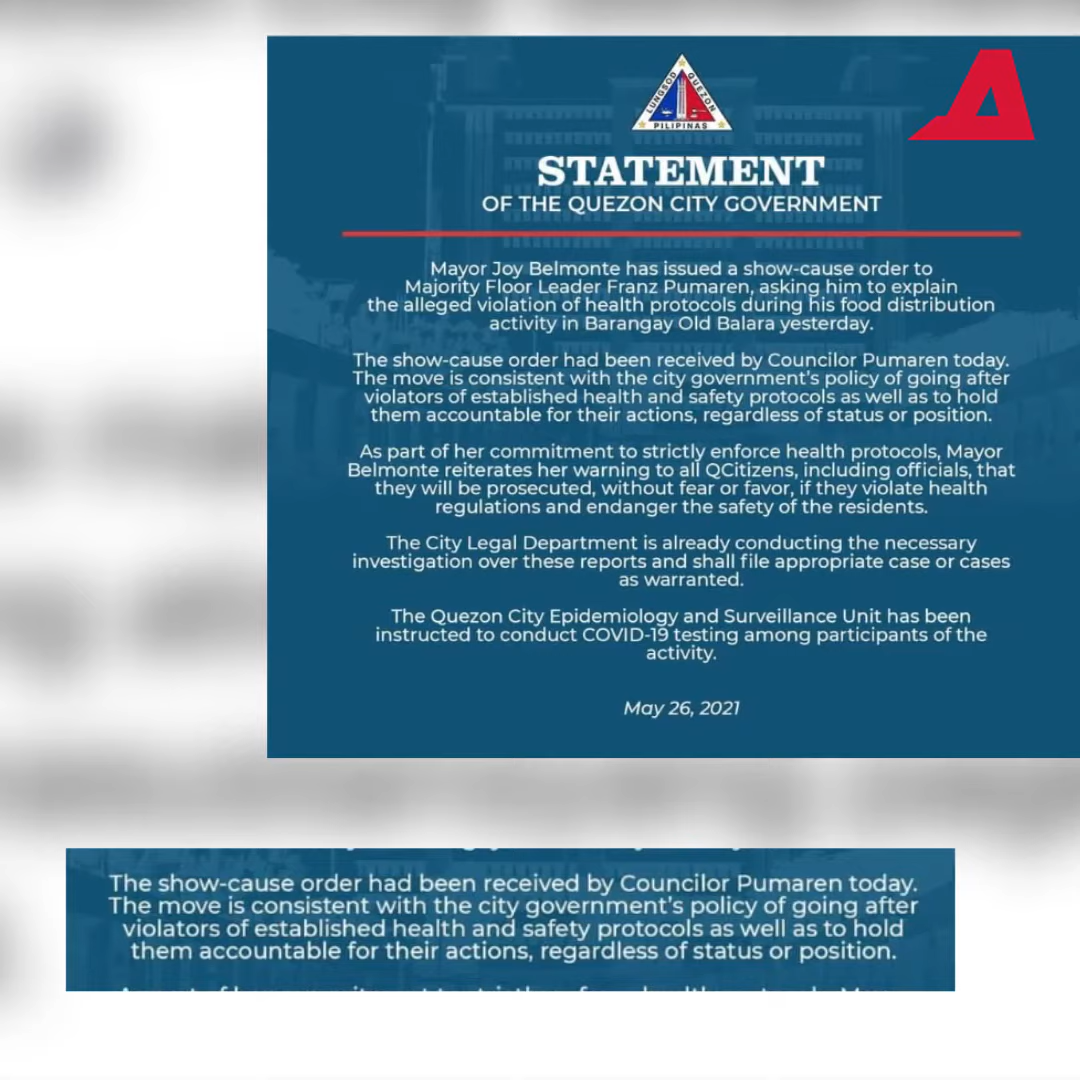 LUNGSOD QUEZON
PILIPINAS
STATEMENT
OF THE QUEZON CITY GOVERNMENT
Mayor Joy Belmonte has issued a show-cause order to
Majority Floor Leader Franz Pumaren, asking him to explain
the alleged violation of health protocols during his food distribution
activity in Barangay Old Balara yesterday.
The show-cause order had been received by Councilor Pumaren today.
The move is consistent with the city government's policy of going after
violators of established health and safety protocols as well as to hold
them accountable for their actions, regardless of status or position.
As part of her commitment to strictly enforce health protocols, Mayor
Belmonte reiterates her warning to all QCitizens, including officials, that
they will be prosecuted, without fear or favor, if they violate health
regulations and endanger the safety of the residents.
The City Legal Department is already conducting the necessary
investigation over these reports and shall file appropriate case or cases
as warranted.
The Quezon City Epidemiology and Surveillance Unit has been
instructed to conduct COVID-19 testing among participants of the
activity.
May 26, 2021
The show-cause order had been received by Councilor Pumaren today.
The move is consistent with the city government's policy of going after
violators of established health and safety protocols as well as to hold
them accountable for their actions, regardless of status or position.